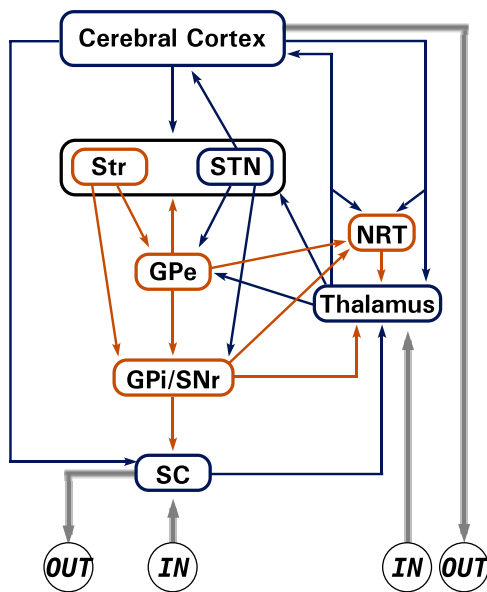 Cerebral Cortex
Str
STN
NRT
GPe
Thalamus
GPi/SNr
SC
OUT
IN
IN
OUT